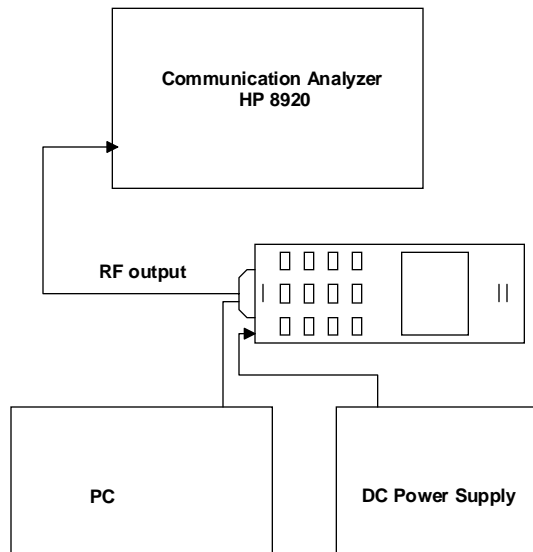 Communication Analyzer
HP 8920
RF output
PC
DC Power Supply